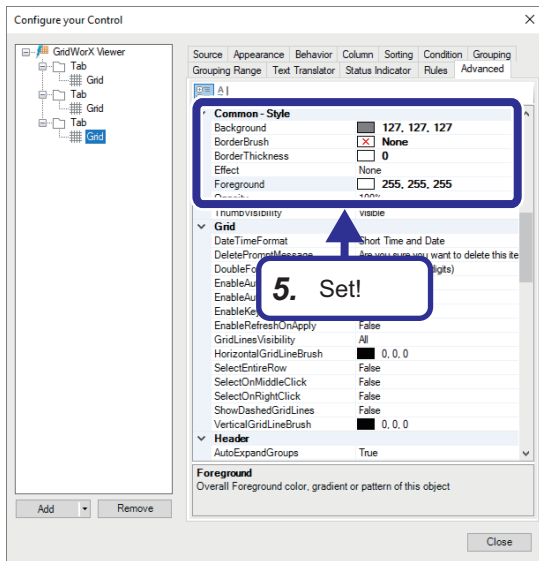 Configure your Control
GridWorX Viewer
Tab
Grid
Tab
Grid
Tab
Grid
Add
Remove
Source Appearance Behavior Column Sorting Condition Grouping
Grouping Range Text Translator Status Indicator Rules Advanced
Common - Style
Background 127, 127, 127
BorderBrush None
BorderThickness 0
Effect None
Foreground 255, 255, 255
ThumbVisibility Visible
Grid
DateTimeFormat Short Time and Date
DeletePromptMessage Are you sure you want to delete this ite
DoubleFo digits)
EnableAu
EnableAu
EnableKe
5. Set!
EnableRefreshOnApply False
GridLinesVisibility All
HorizontalGridLineBrush 0, 0, 0
SelectEntireRow False
SelectOnMiddleClick False
SelectOnRightClick False
ShowDashedGridLines False
VerticalGridLineBrush 0, 0, 0
Header
AutoExpandGroups True
Foreground
Overall Foreground color, gradient or pattern of this object
Close